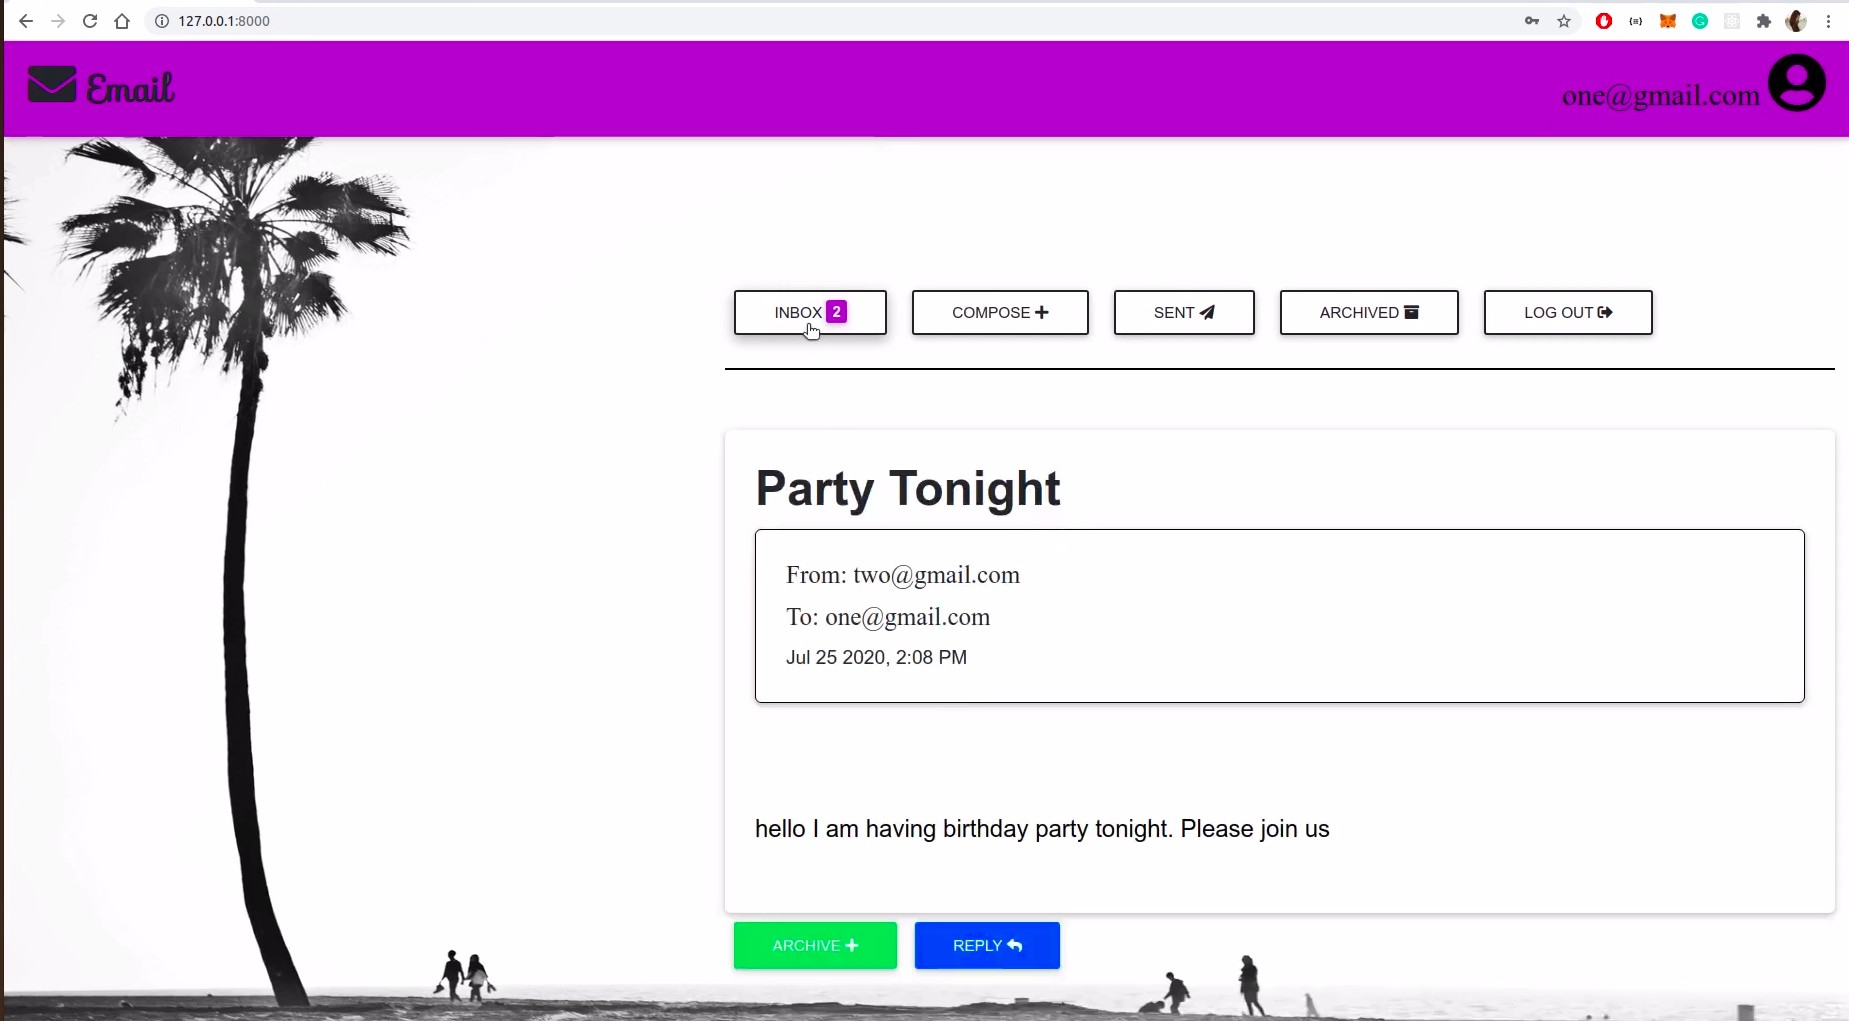 127.0.0.1:8000
Email
one@gmail.com
INBOX 2
COMPOSE
SENT
ARCHIVED
LOG OUT
Party Tonight
From: two@gmail.com
To: one@gmail.com
Jul 25 2020, 2:08 PM
hello I am having birthday party tonight. Please join us
ARCHIVE
REPLY